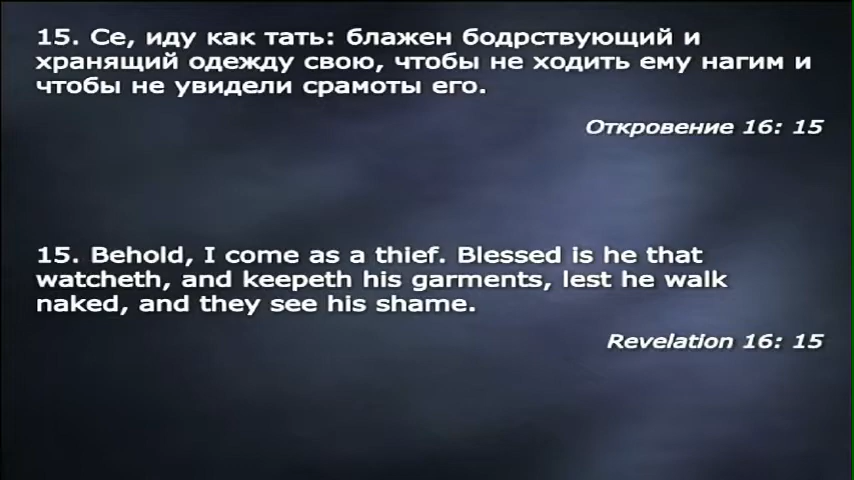 15. Се, иду как тать: блажен бодрствующий и
хранящий одежду свою, чтобы не ходить ему нагим и
чтобы не увидели срамоты его.
Откровение 16: 15
15. Behold, I come as a thief. Blessed is he that
watcheth, and keepeth his garments, lest he walk
naked, and they see his shame.
Revelation 16: 15